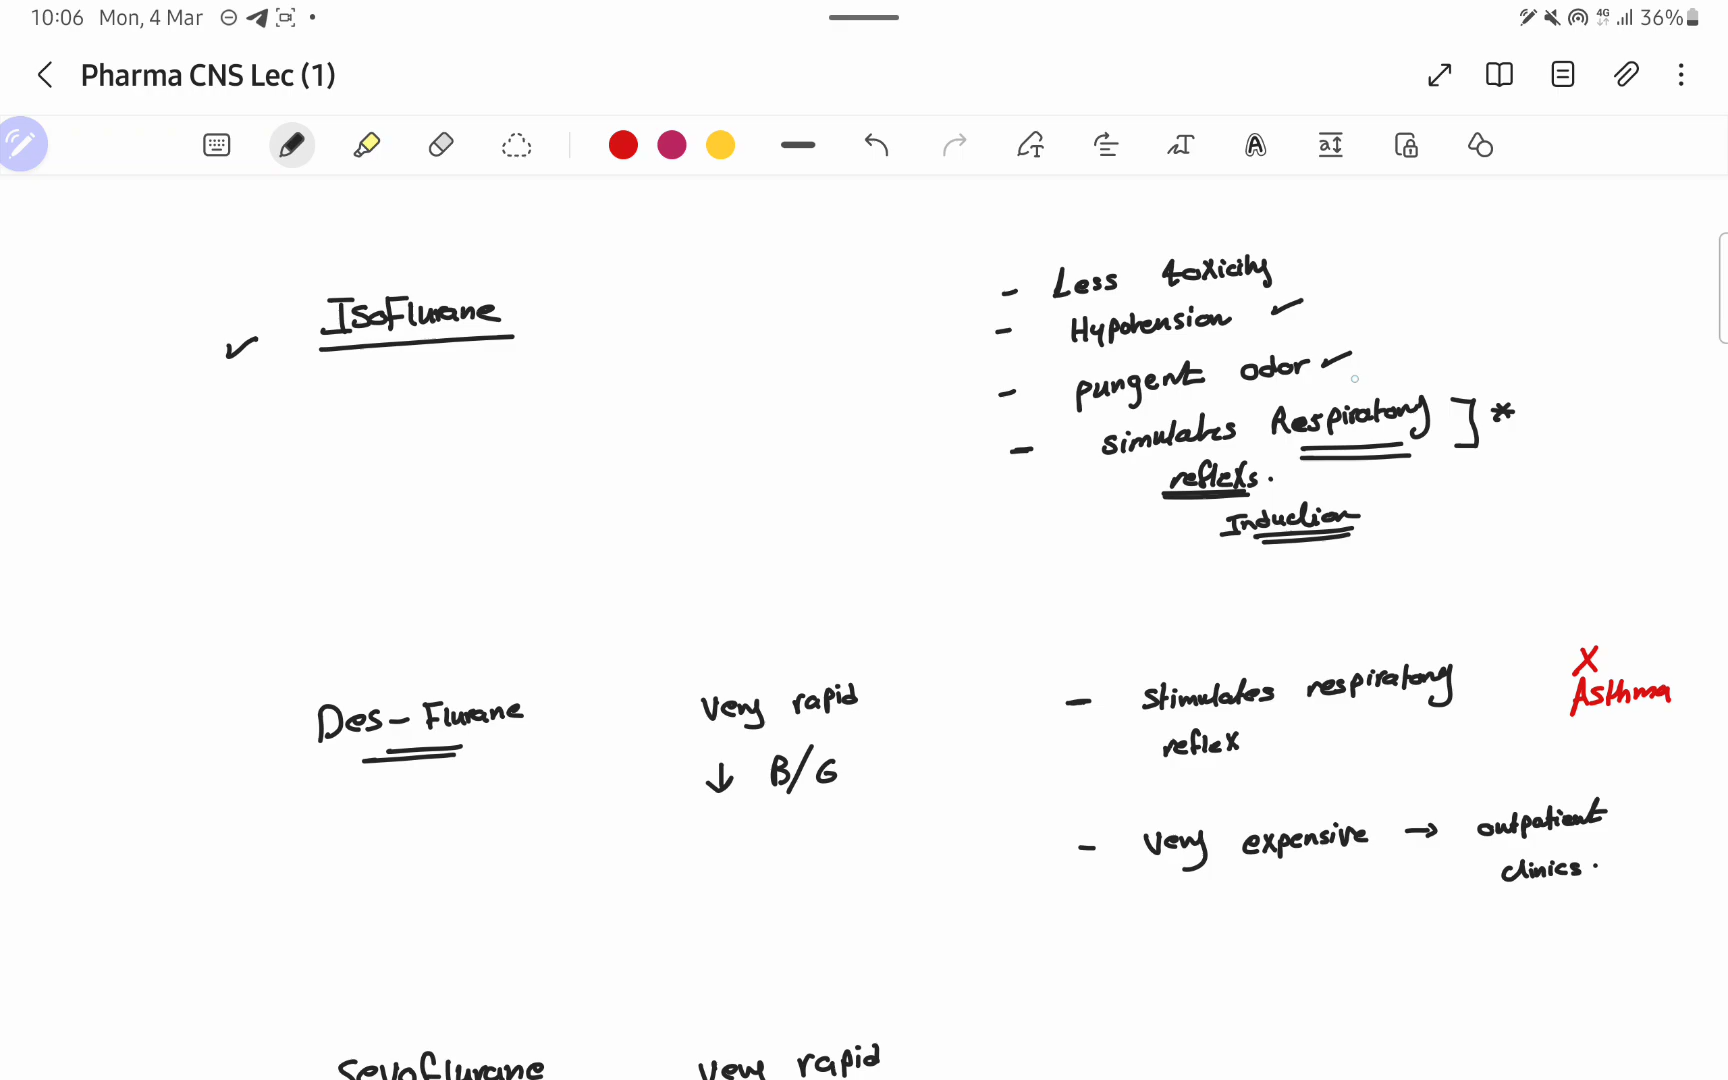 10:06 Mon, 4 Mar
4G 36%
Pharma CNS Lec (1)
- Less toxicity
IsoFlurane
- Hypotension
- pungent odor
- simulates Respiratory ] *
reflexs.
Induction
X
Des-Flurane very rapid - stimulates respiratory Asthma
reflex
↓ B/G
- very expensive → outpatient
clinics.
Sevoflurane very rapid